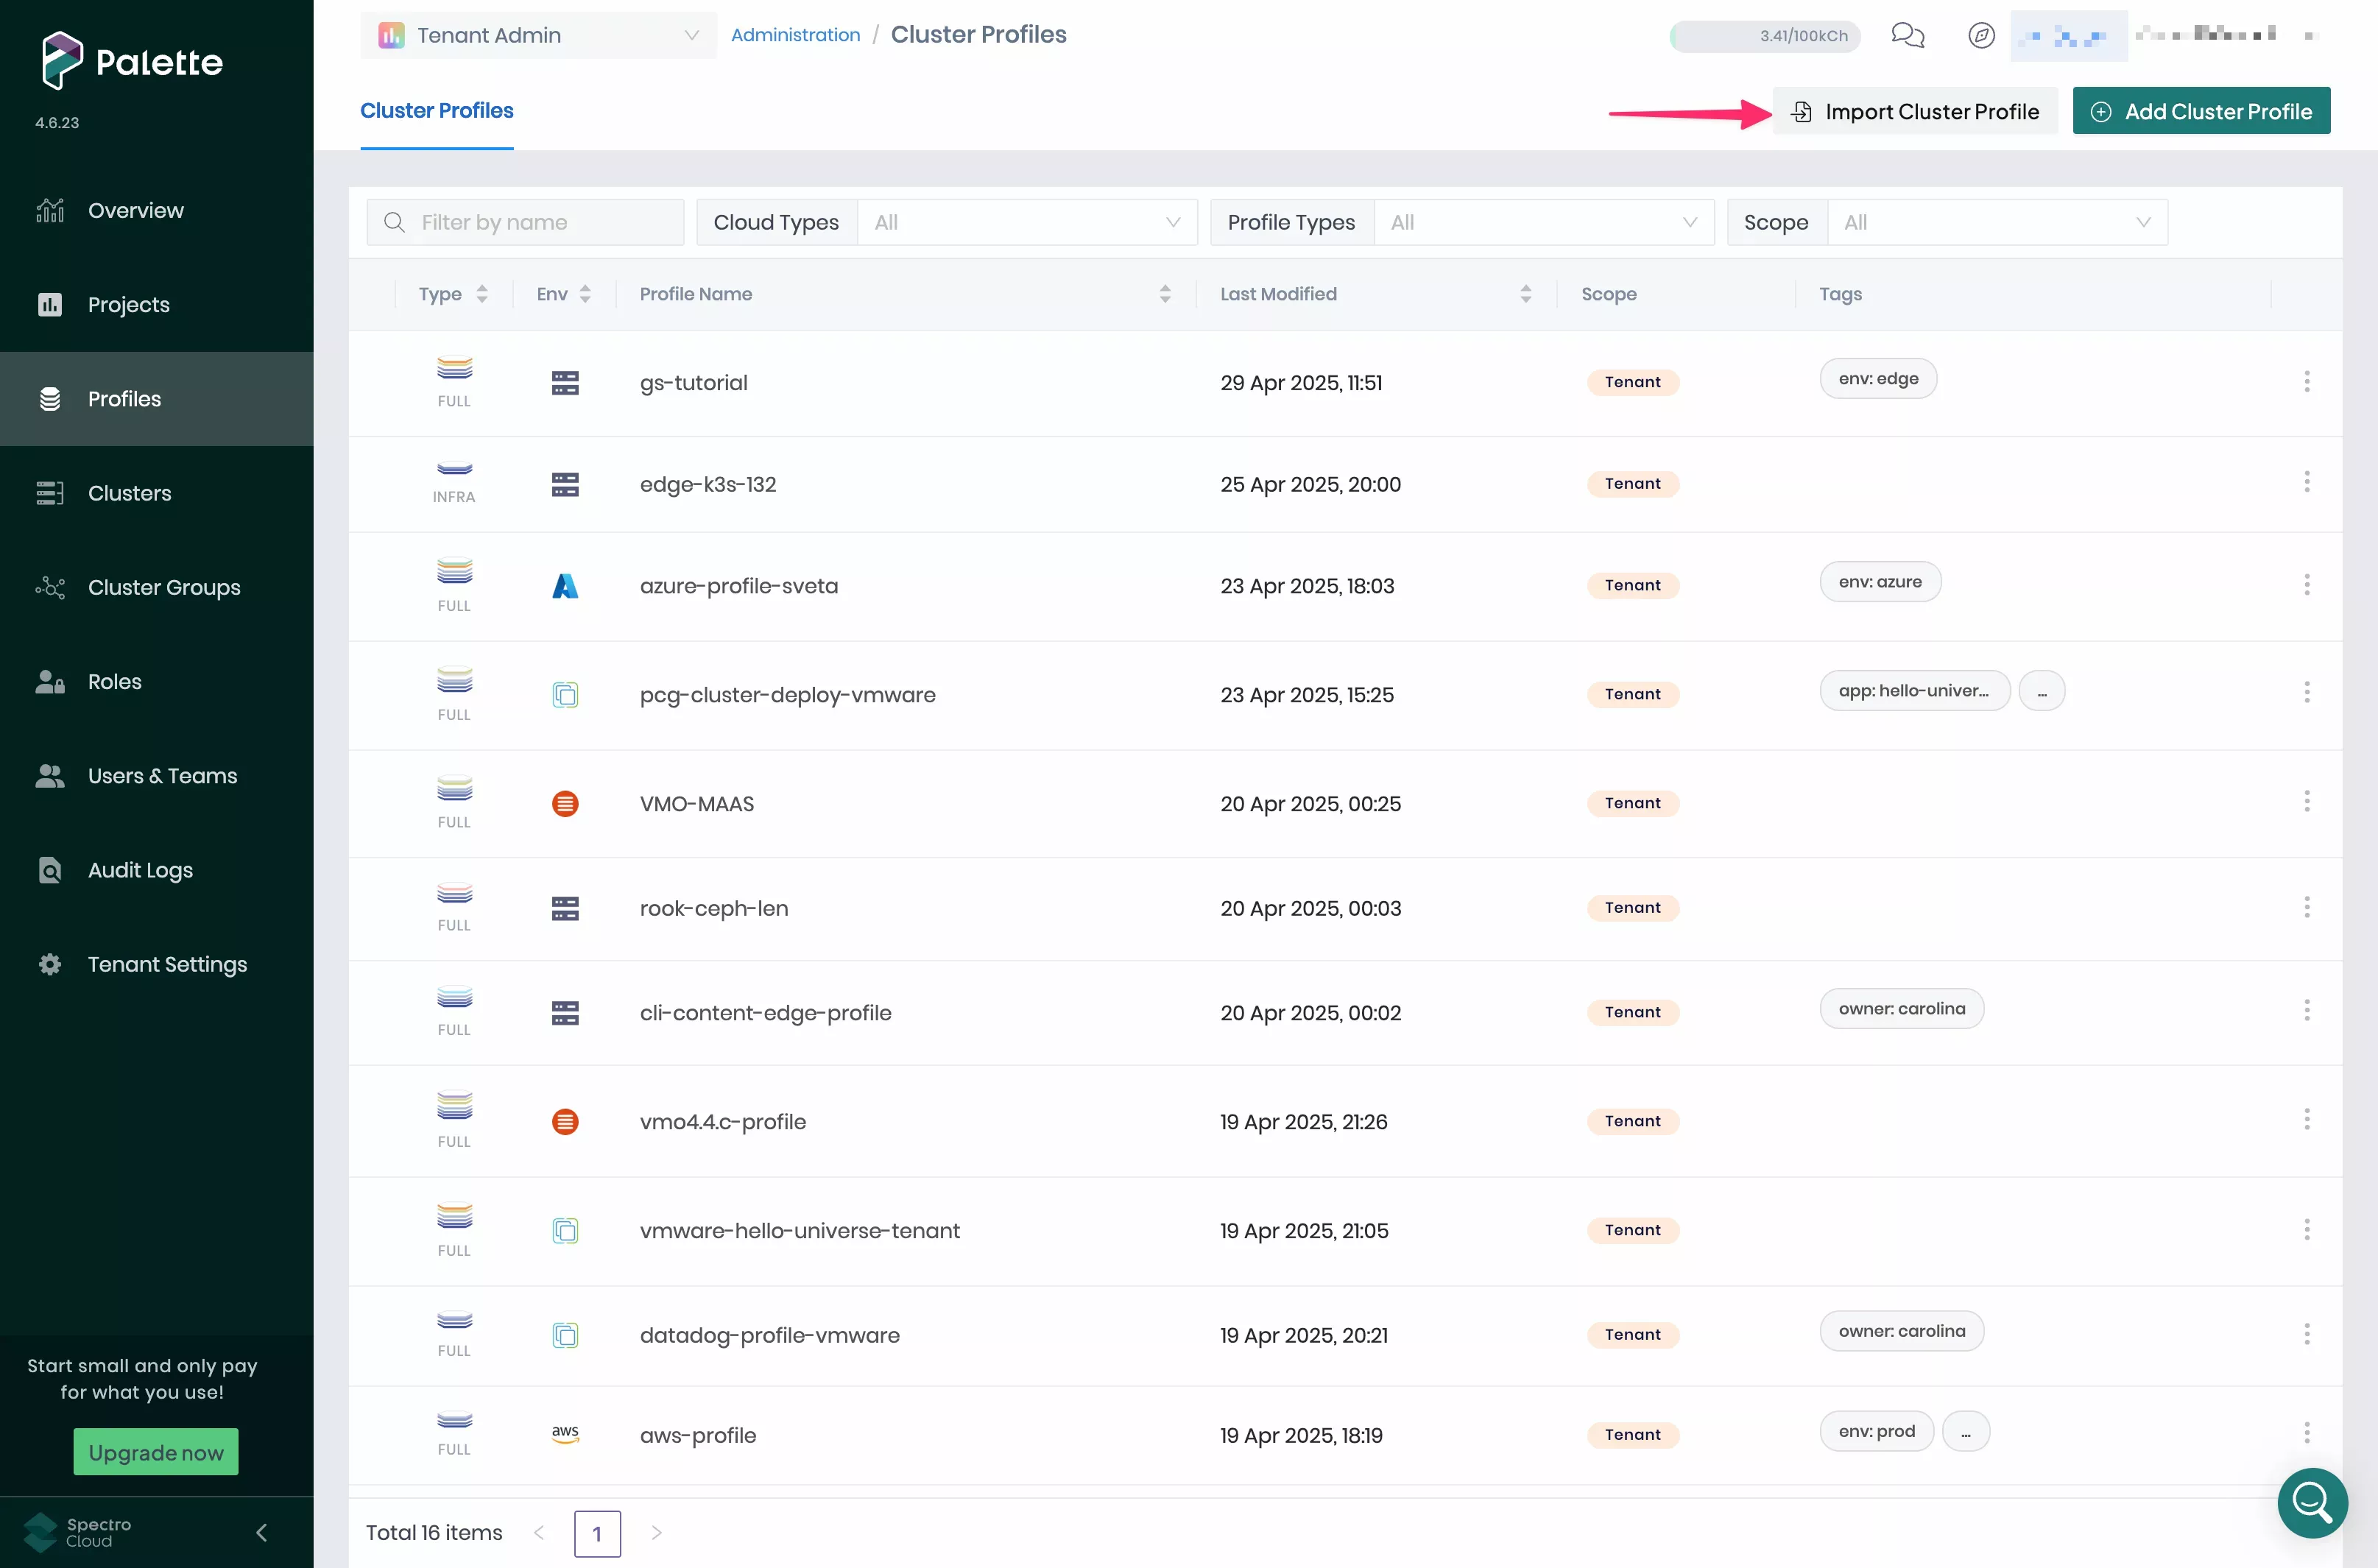 Palette
4.6.23
Overview
Projects
Profiles
Clusters
Cluster Groups
Roles
Users & Teams
Audit Logs
Tenant Settings
Start small and only pay
for what you use!
Upgrade now
Spectro
Cloud
Tenant Admin
Administration / Cluster Profiles
3.41/100kCh
Cluster Profiles
Import Cluster Profile
Add Cluster Profile
Filter by name
Cloud Types All
Profile Types All
Scope All
Type Env Profile Name Last Modified Scope Tags
FULL gs-tutorial 29 Apr 2025, 11:51 Tenant env: edge
INFRA edge-k3s-132 25 Apr 2025, 20:00 Tenant
FULL azure-profile-sveta 23 Apr 2025, 18:03 Tenant env: azure
FULL pcg-cluster-deploy-vmware 23 Apr 2025, 15:25 Tenant app: hello-univer... ...
FULL VMO-MAAS 20 Apr 2025, 00:25 Tenant
FULL rook-ceph-len 20 Apr 2025, 00:03 Tenant
FULL cli-content-edge-profile 20 Apr 2025, 00:02 Tenant owner: carolina
FULL vmo4.4.c-profile 19 Apr 2025, 21:26 Tenant
FULL vmware-hello-universe-tenant 19 Apr 2025, 21:05 Tenant
FULL datadog-profile-vmware 19 Apr 2025, 20:21 Tenant owner: carolina
FULL aws aws-profile 19 Apr 2025, 18:19 Tenant env: prod ...
Total 16 items < 1 >